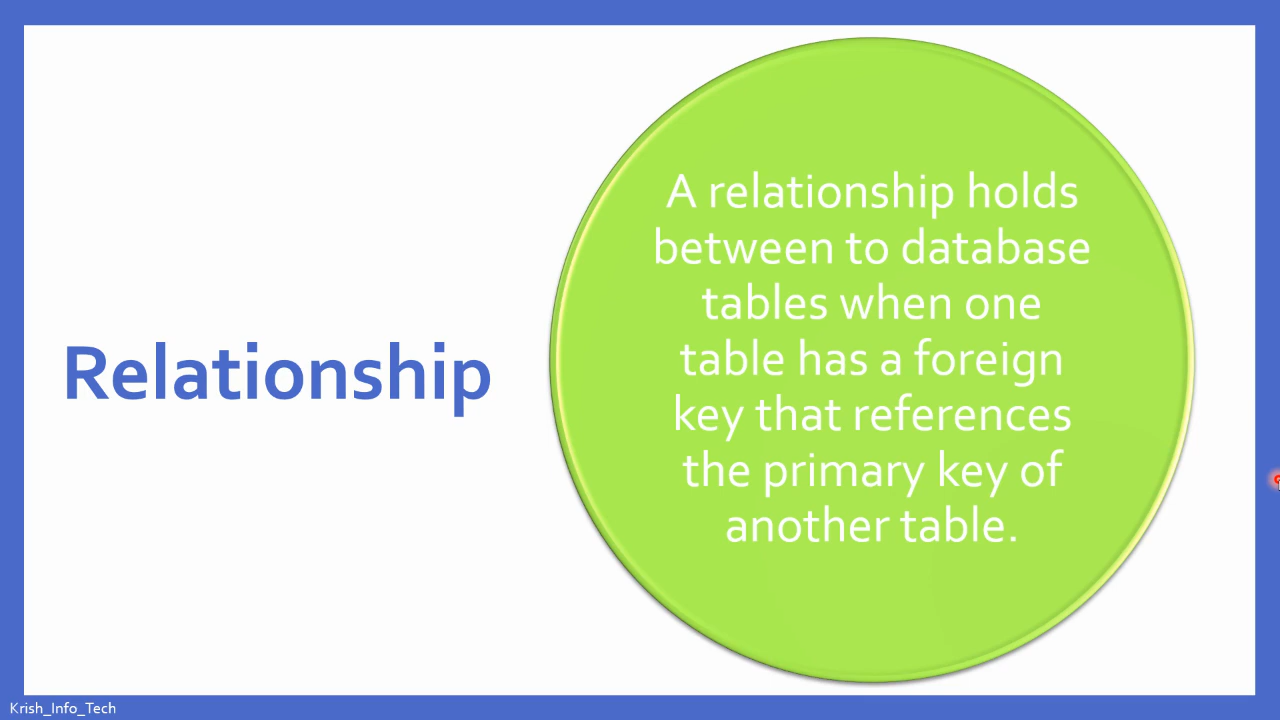 Relationship
A relationship holds
between to database
tables when one
table has a foreign
key that references
the primary key of
another table.
Krish_Info_Tech